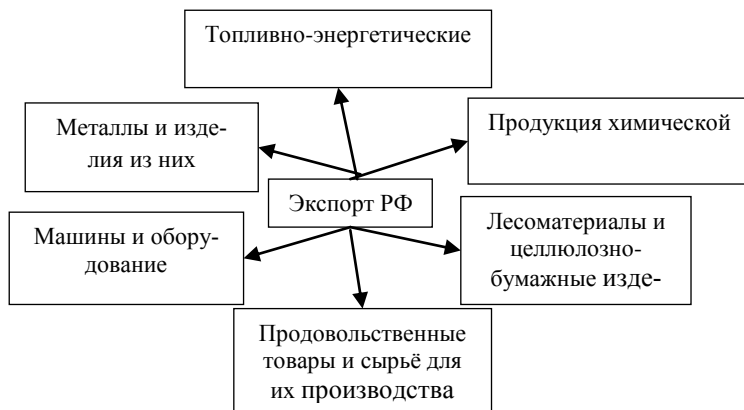 Топливно-энергетические
Металлы и изде-
лия из них
Продукция химической
Экспорт РФ
Машины и обору-
дование
Лесоматериалы и
целлюлозно-
бумажные изде-
Продовольственные
товары и сырьё для
их производства